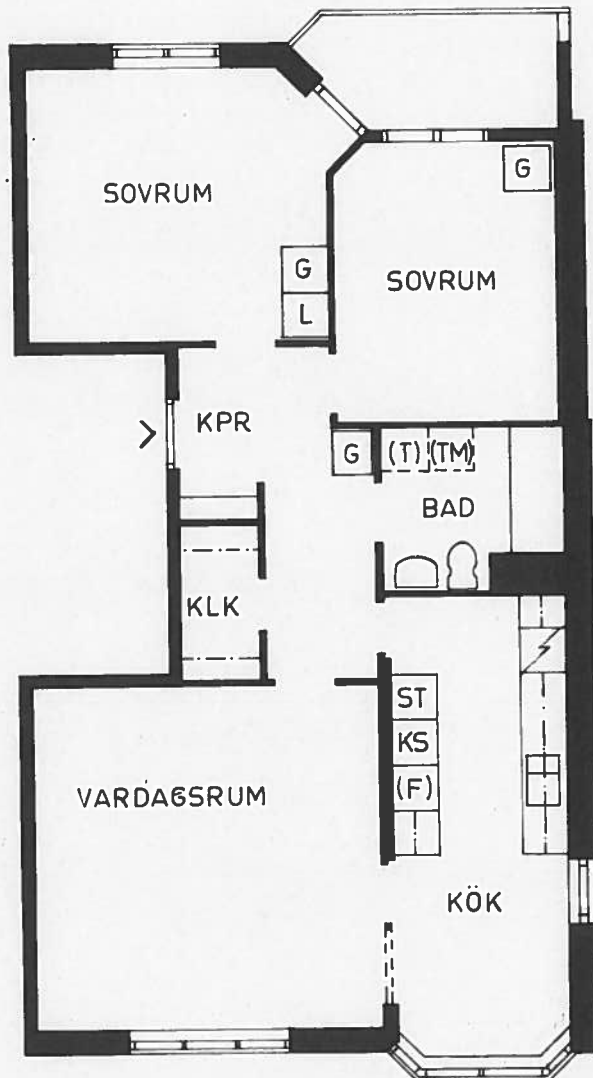 G
SOVRUM
G
SOVRUM
L
KPR
G
(T)
(TM)
BAD
KLK
ST
KS
VARDAGSRUM
(F)
KÖK